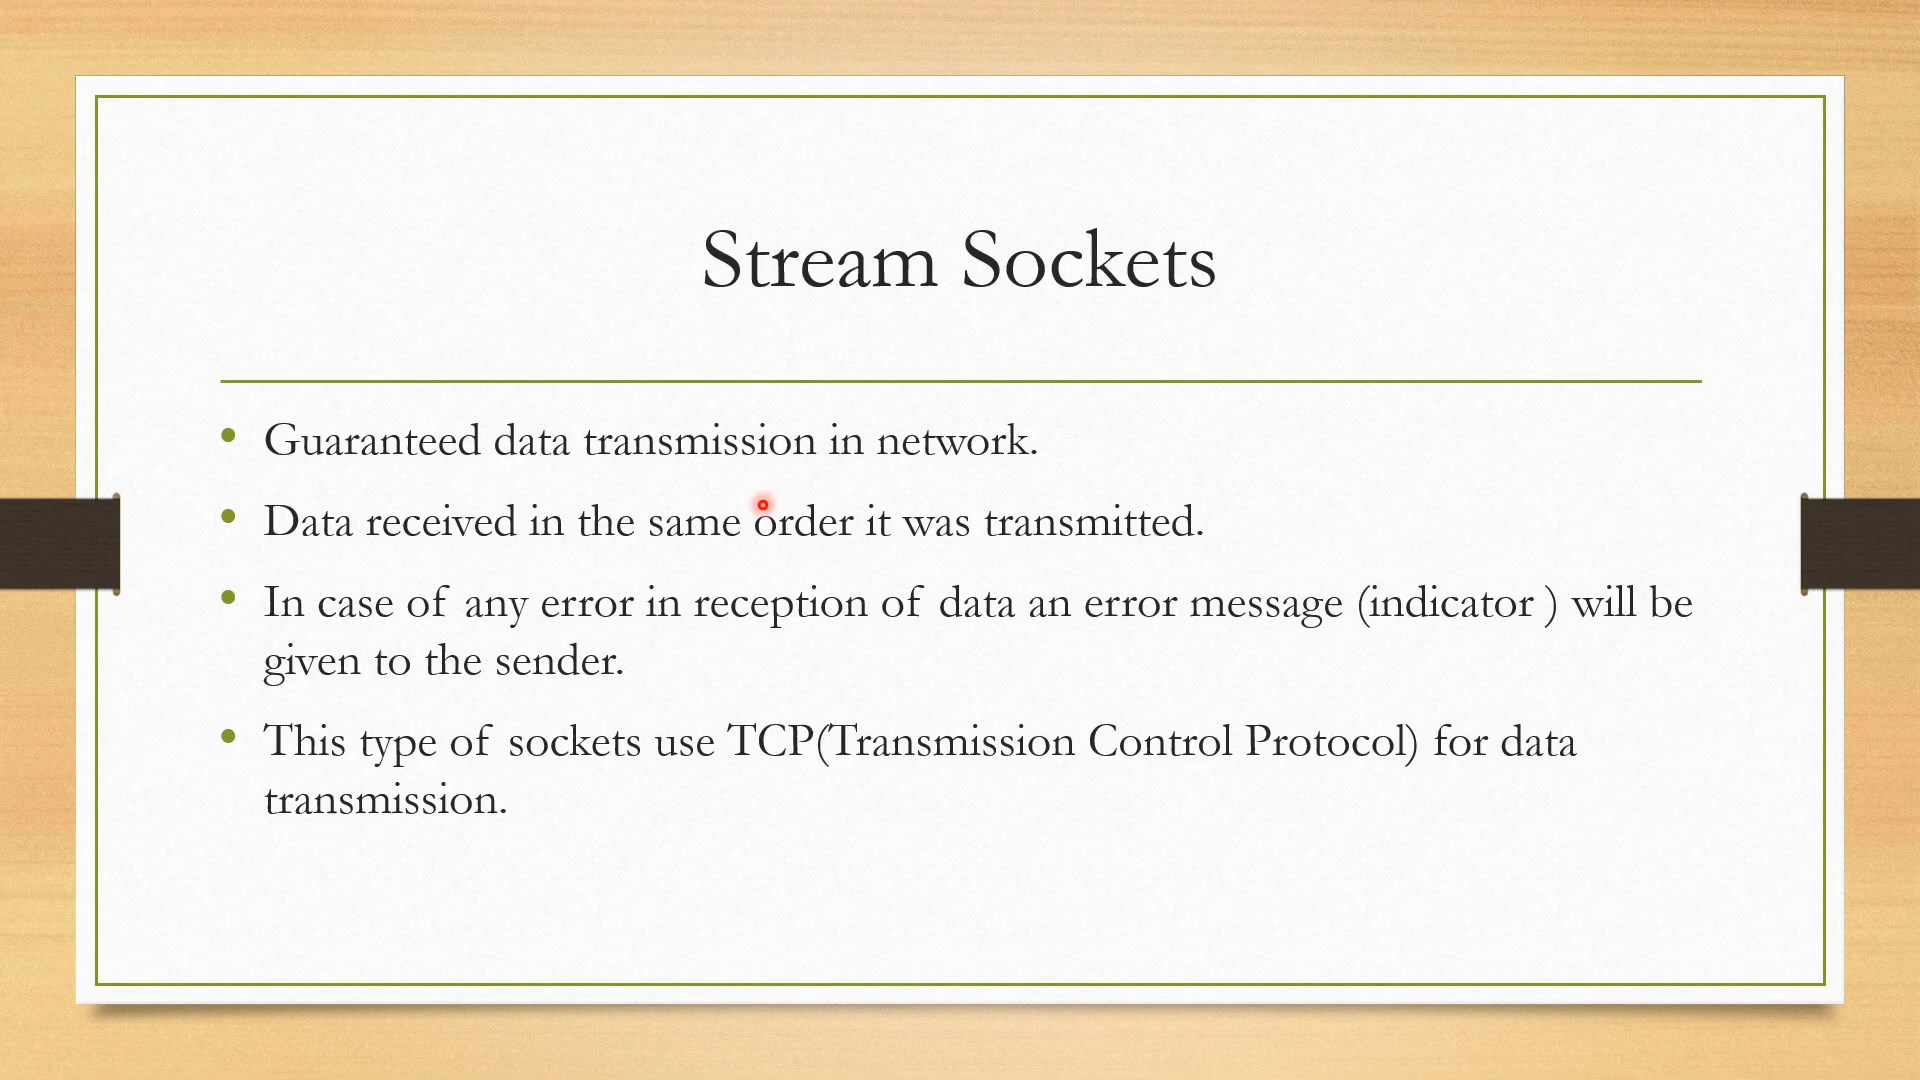 Stream Sockets
• Guaranteed data transmission in network.
• Data received in the same order it was transmitted.
• In case of any error in reception of data an error message (indicator ) will be
given to the sender.
• This type of sockets use TCP(Transmission Control Protocol) for data
transmission.